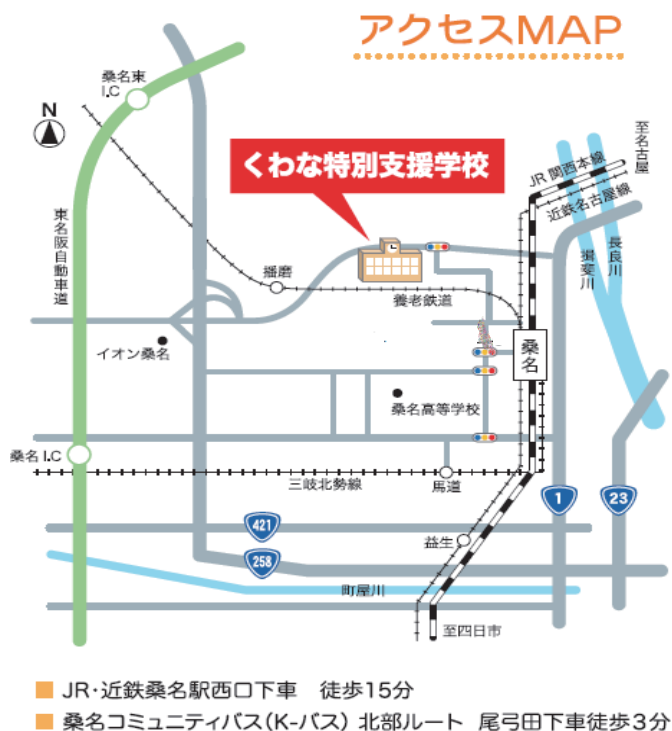 アクセスMAP
桑名東
I.C
N
至名古屋
くわな特別支援学校
JR関西本線
近鉄名古屋線
東名阪自動車道
揖斐川
長良川
播磨
養老鉄道
イオン桑名
桑名
桑名高等学校
桑名I.C
三岐北勢線
馬道
1
23
421
益生
258
町屋川
至四日市
JR・近鉄桑名駅西口下車　徒歩15分
桑名コミュニティバス（K-バス）北部ルート　尾弓田下車徒歩3分